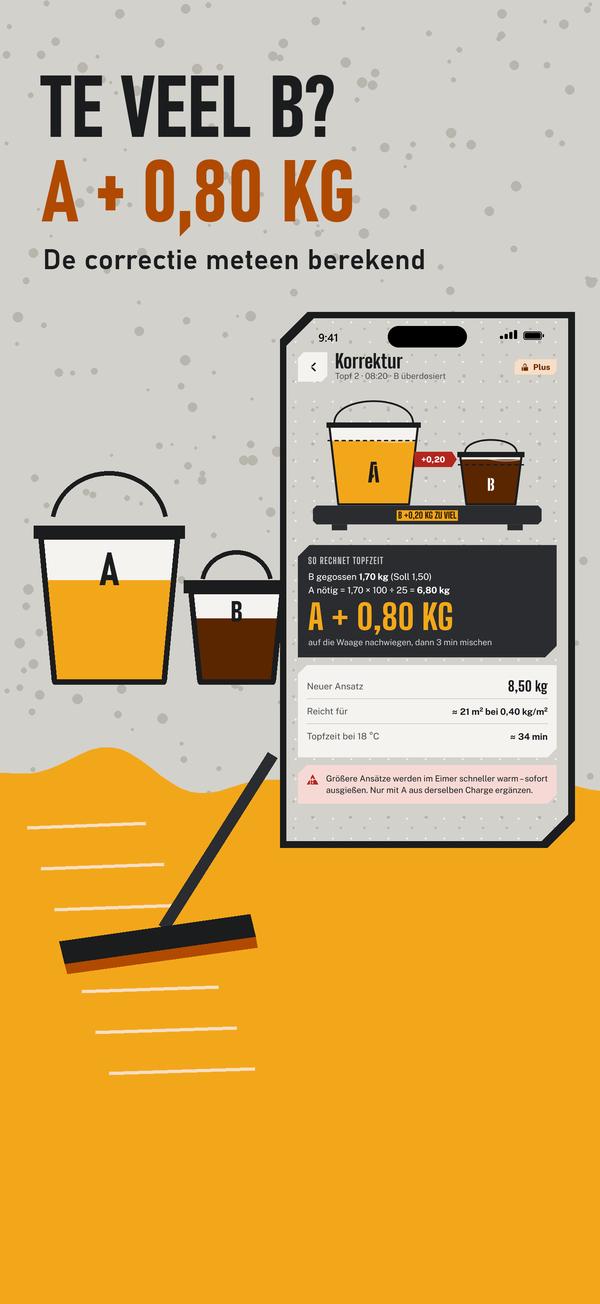 TE VEEL B?
A + 0,80 KG
De correctie meteen berekend
9:41
Korrektur
Topf 2 · 08:20 · B überdosiert
Plus
A
+0,20
B
B +0,20 KG ZU VIEL
SO RECHNET TOPFZEIT
B gegossen 1,70 kg (Soll 1,50)
A nötig = 1,70 × 100 ÷ 25 = 6,80 kg
A + 0,80 KG
auf die Waage nachwiegen, dann 3 min mischen
Neuer Ansatz 8,50 kg
Reicht für ≈ 21 m² bei 0,40 kg/m²
Topfzeit bei 18 °C ≈ 34 min
Größere Ansätze werden im Eimer schneller warm – sofort
ausgießen. Nur mit A aus derselben Charge ergänzen.
A
B